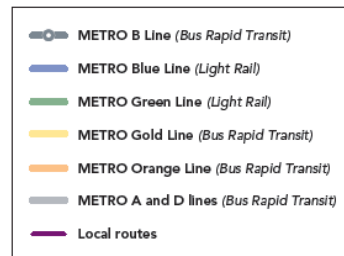 METRO B Line (Bus Rapid Transit)
METRO Blue Line (Light Rail)
METRO Green Line (Light Rail)
METRO Gold Line (Bus Rapid Transit)
METRO Orange Line (Bus Rapid Transit)
METRO A and D lines (Bus Rapid Transit)
Local routes